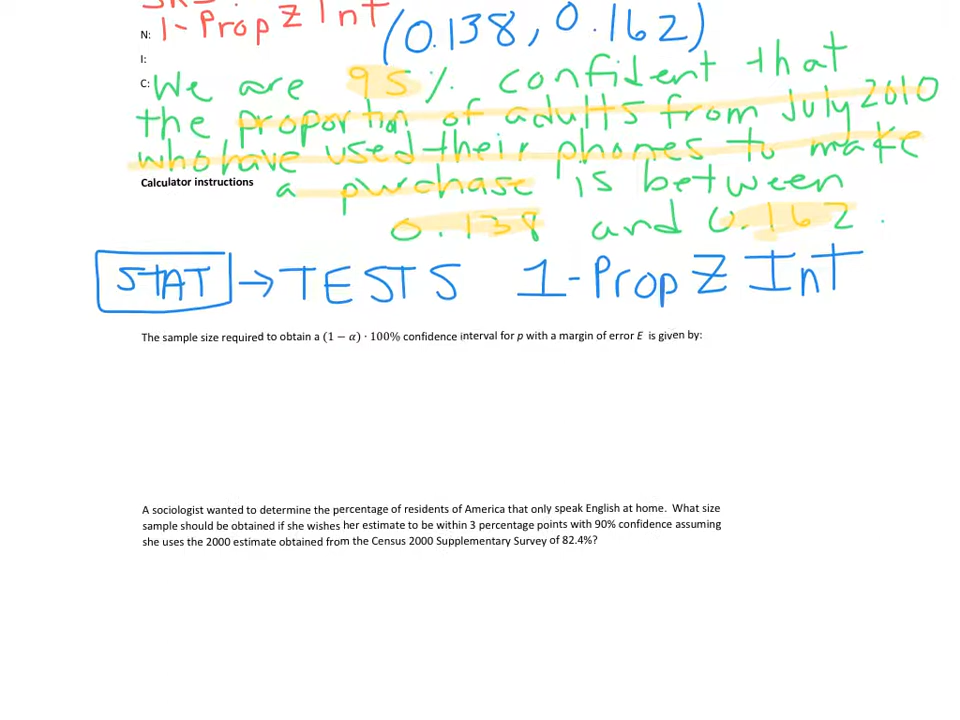 N: 1-Prop Z Int (0.138, 0.162)
I:
C: We are 95% confident that
the proportion of adults from July 2010
who have used their phones to make
Calculator instructions a purchase is between
0.138 and 0.162.
STAT → TESTS 1-Prop Z Int
The sample size required to obtain a (1 − α) · 100% confidence interval for p with a margin of error E is given by:
A sociologist wanted to determine the percentage of residents of America that only speak English at home. What size
sample should be obtained if she wishes her estimate to be within 3 percentage points with 90% confidence assuming
she uses the 2000 estimate obtained from the Census 2000 Supplementary Survey of 82.4%?